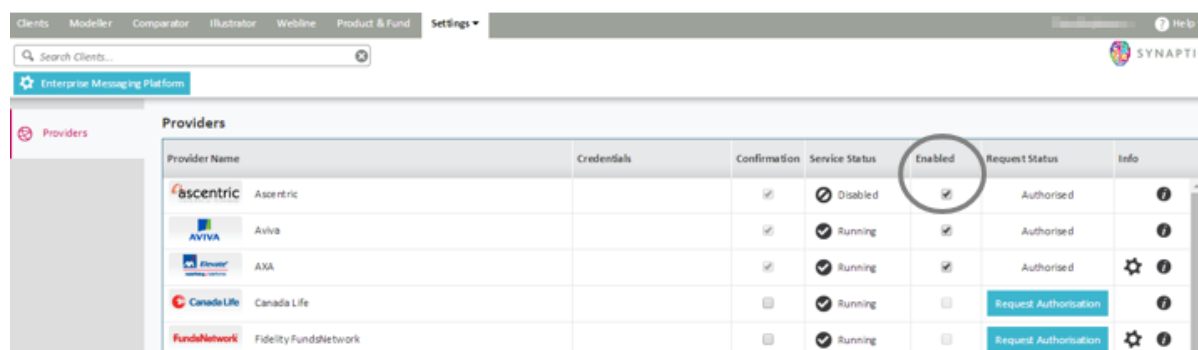 Clients Modeller Comparator Illustrator Webline Product & Fund Settings Help
Search Clients...
SYNAPTI
Enterprise Messaging Platform
Providers
Providers
Provider Name Credentials Confirmation Service Status Enabled Request Status Info
ascentric Ascentric Disabled Authorised
AVIVA Aviva Running Authorised
AXA Running Authorised
Canada Life Canada Life Running Request Authorisation
FundsNetwork Fidelity FundsNetwork Running Request Authorisation